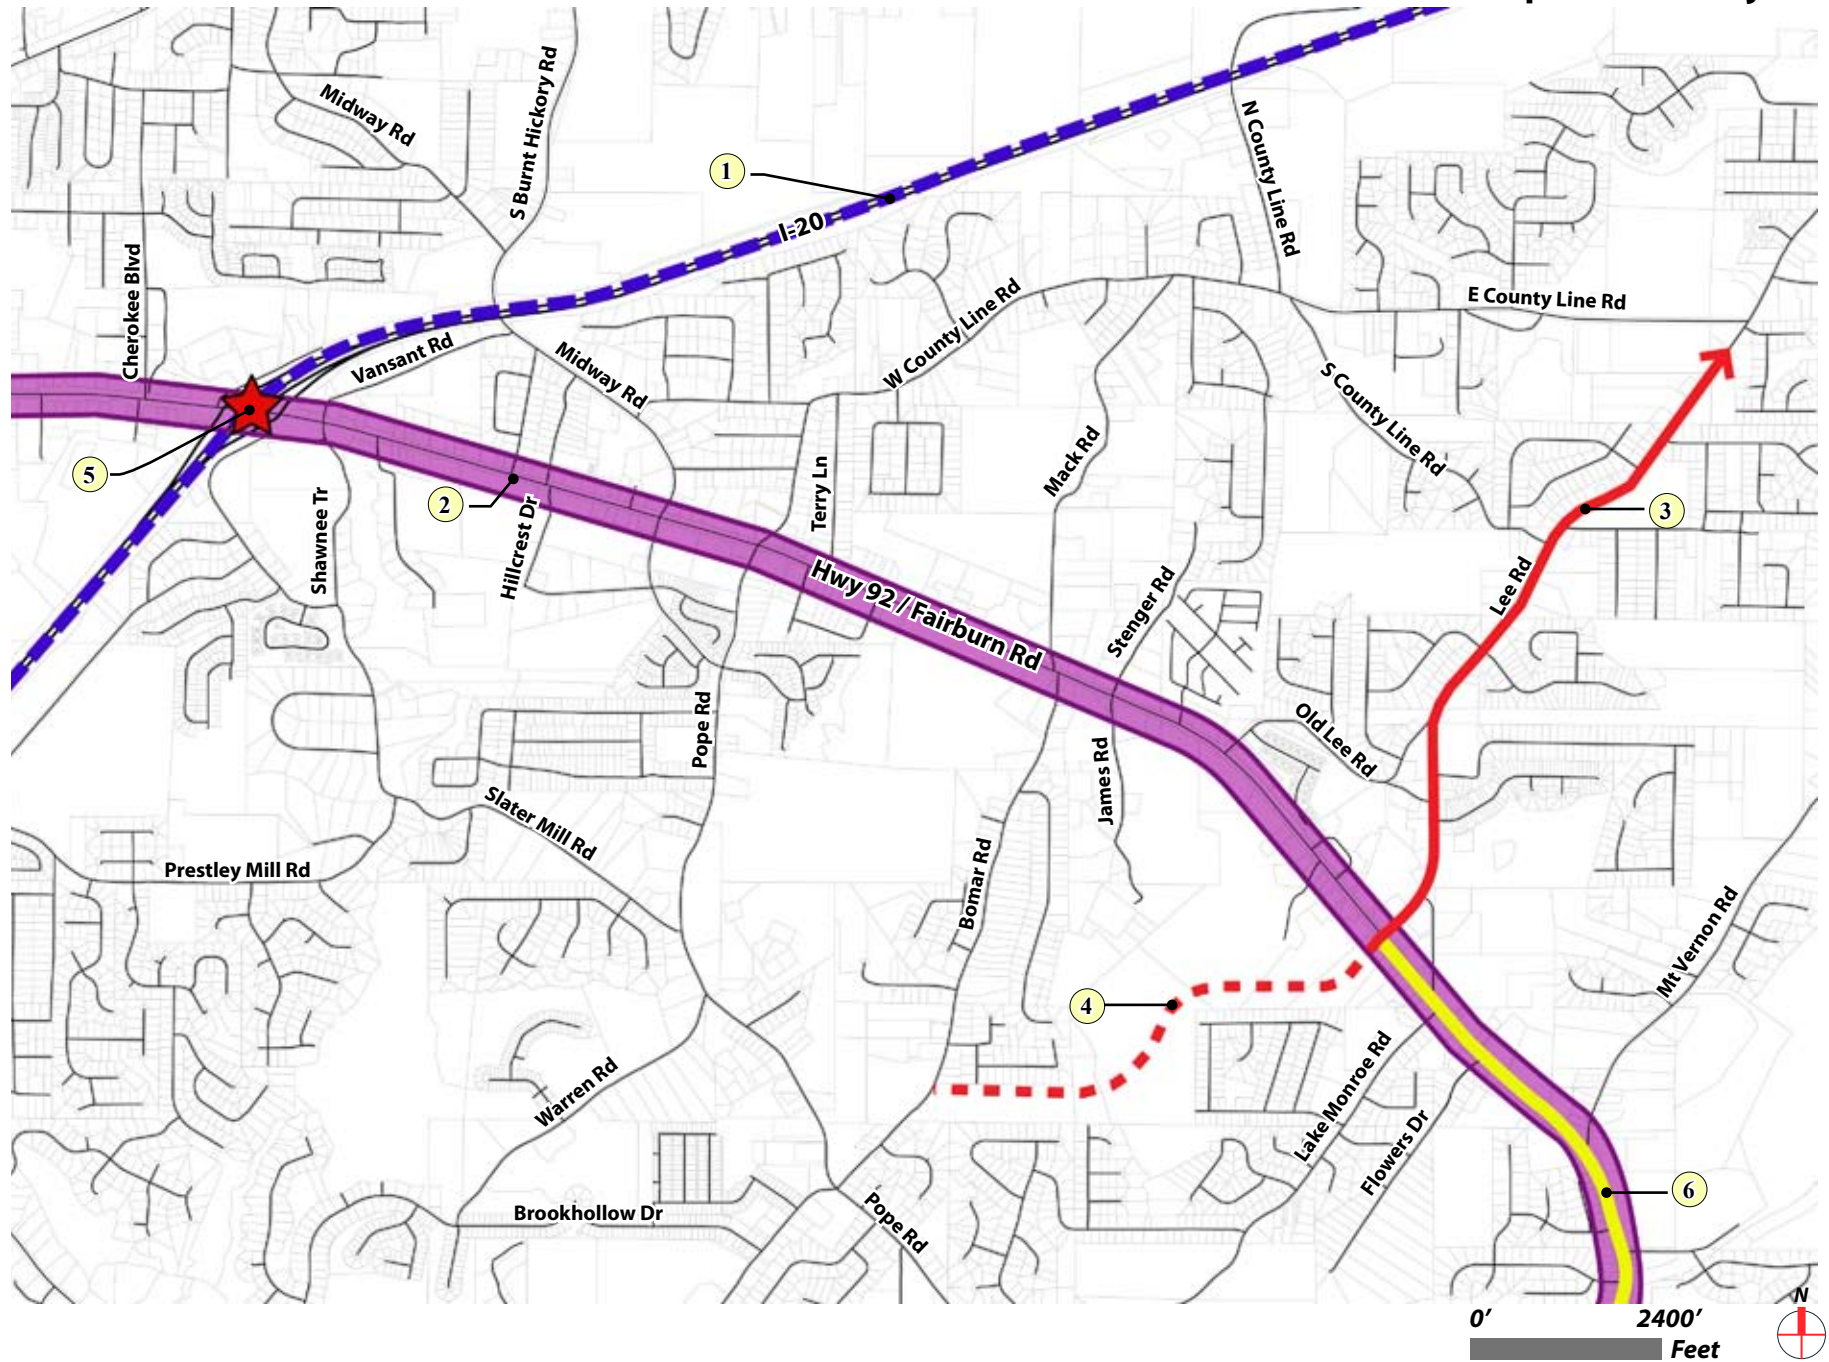 Midway Rd
S Burnt Hickory Rd
1
I-20
N County Line Rd
Cherokee Blvd
E County Line Rd
W County Line Rd
Vansant Rd
Midway Rd
S County Line Rd
Mack Rd
5
2
Terry Ln
3
Shawnee Tr
Hillcrest Dr
Hwy 92 / Fairburn Rd
Lee Rd
Stenger Rd
Pope Rd
Old Lee Rd
James Rd
Slater Mill Rd
Prestley Mill Rd
Bomar Rd
Mt Vernon Rd
4
Warren Rd
Lake Monroe Rd
Flowers Dr
6
Brookhollow Dr
Pope Rd
N
0’ 2400’
Feet